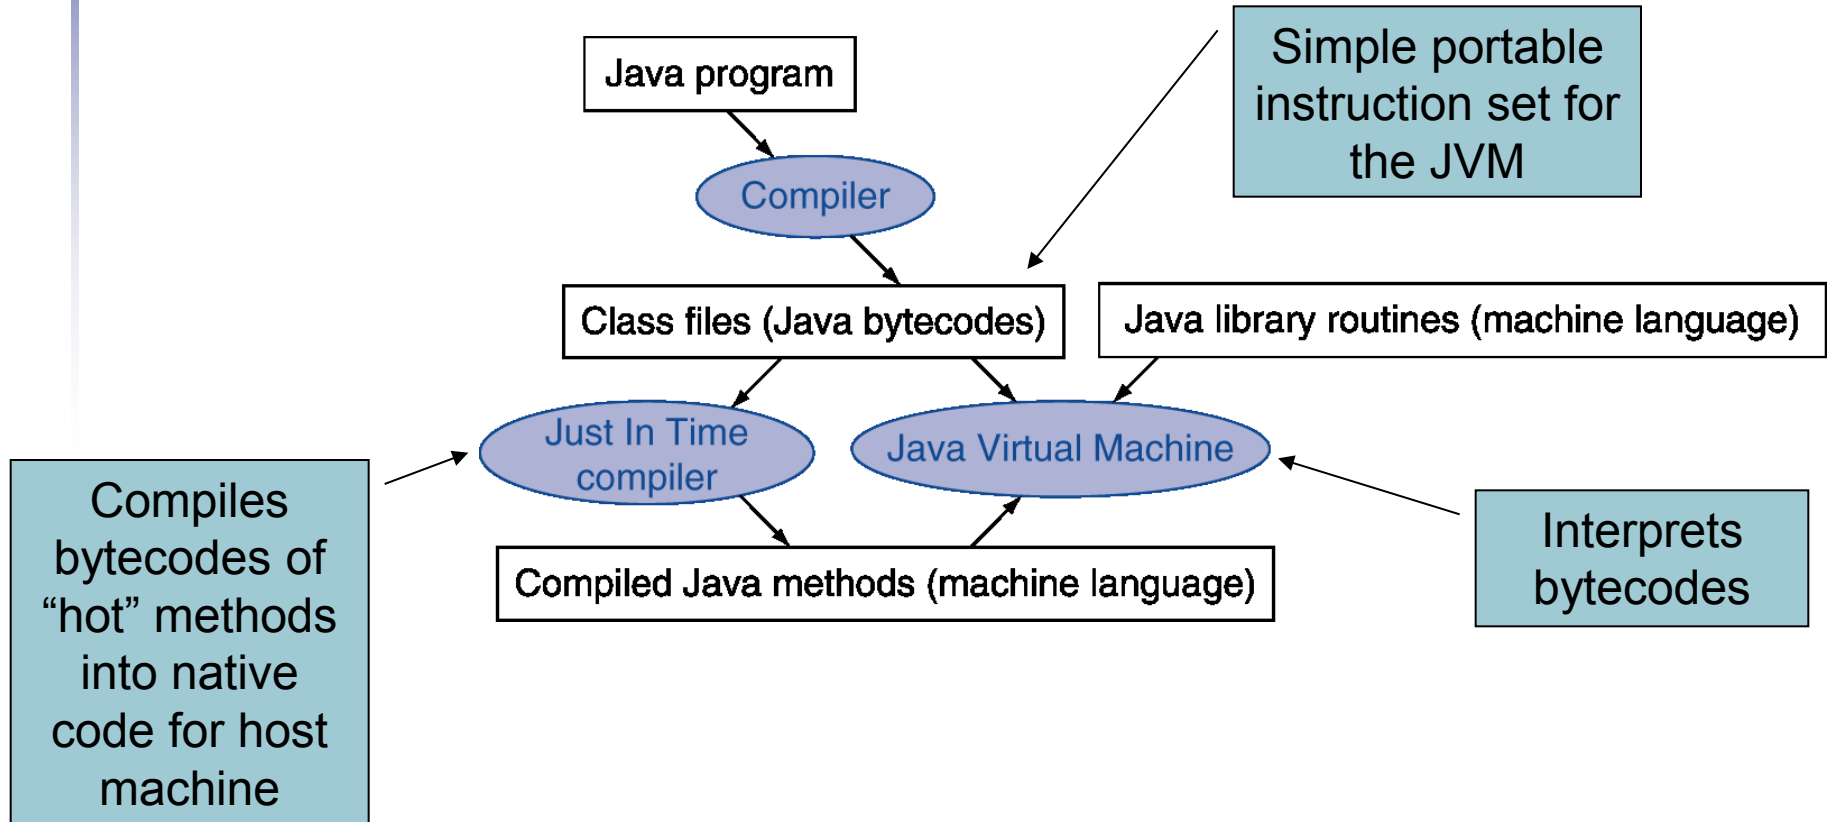 Java program
Simple portable
instruction set for
the JVM
Compiler
Class files (Java bytecodes)
Java library routines (machine language)
Just In Time
compiler
Java Virtual Machine
Compiles
bytecodes of
“hot” methods
into native
code for host
machine
Interprets
bytecodes
Compiled Java methods (machine language)